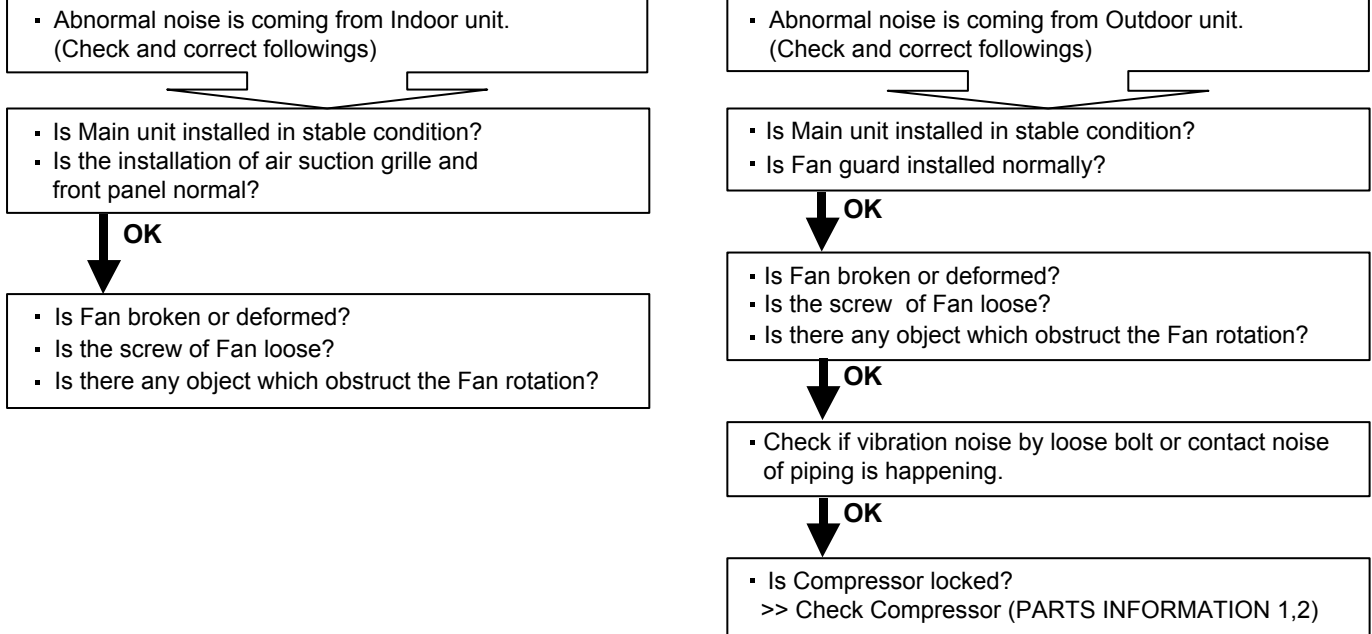 ▪ Abnormal noise is coming from Indoor unit.
(Check and correct followings)
▪ Is Main unit installed in stable condition?
▪ Is the installation of air suction grille and
front panel normal?
OK
▪ Is Fan broken or deformed?
▪ Is the screw of Fan loose?
▪ Is there any object which obstruct the Fan rotation?
▪ Abnormal noise is coming from Outdoor unit.
(Check and correct followings)
▪ Is Main unit installed in stable condition?
▪ Is Fan guard installed normally?
OK
▪ Is Fan broken or deformed?
▪ Is the screw  of Fan loose?
▪ Is there any object which obstruct the Fan rotation?
OK
▪ Check if vibration noise by loose bolt or contact noise
of piping is happening.
OK
▪ Is Compressor locked?
>> Check Compressor (PARTS INFORMATION 1,2)